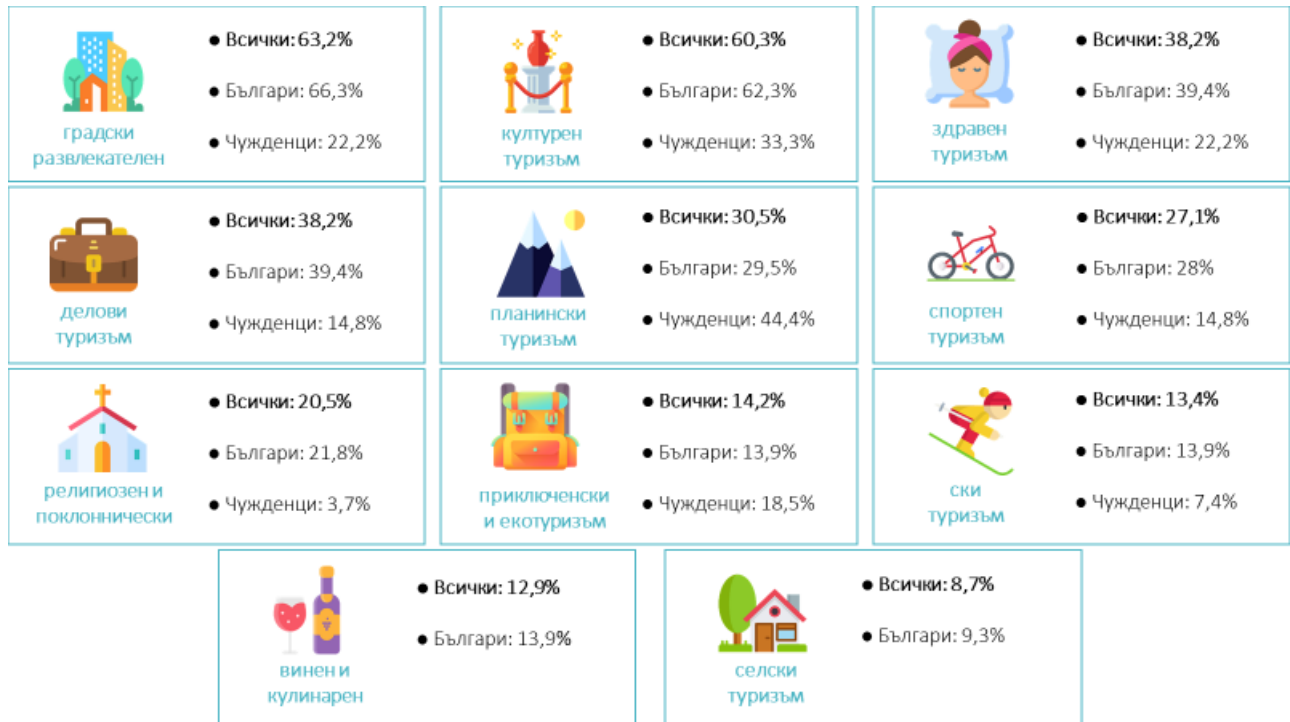 ● Всички: 63,2%
● Българи: 66,3%
● Чужденци: 22,2%
градски
развлекателен
● Всички: 60,3%
● Българи: 62,3%
● Чужденци: 33,3%
културен
туризъм
● Всички: 38,2%
● Българи: 39,4%
● Чужденци: 22,2%
здравен
туризъм
● Всички: 38,2%
● Българи: 39,4%
● Чужденци: 14,8%
делови
туризъм
● Всички: 30,5%
● Българи: 29,5%
● Чужденци: 44,4%
планински
туризъм
● Всички: 27,1%
● Българи: 28%
● Чужденци: 14,8%
спортен
туризъм
● Всички: 20,5%
● Българи: 21,8%
● Чужденци: 3,7%
религиозен и
поклоннически
● Всички: 14,2%
● Българи: 13,9%
● Чужденци: 18,5%
приключенски
и екотуризъм
● Всички: 13,4%
● Българи: 13,9%
● Чужденци: 7,4%
ски
туризъм
● Всички: 12,9%
● Българи: 13,9%
винен и
кулинарен
● Всички: 8,7%
● Българи: 9,3%
селски
туризъм